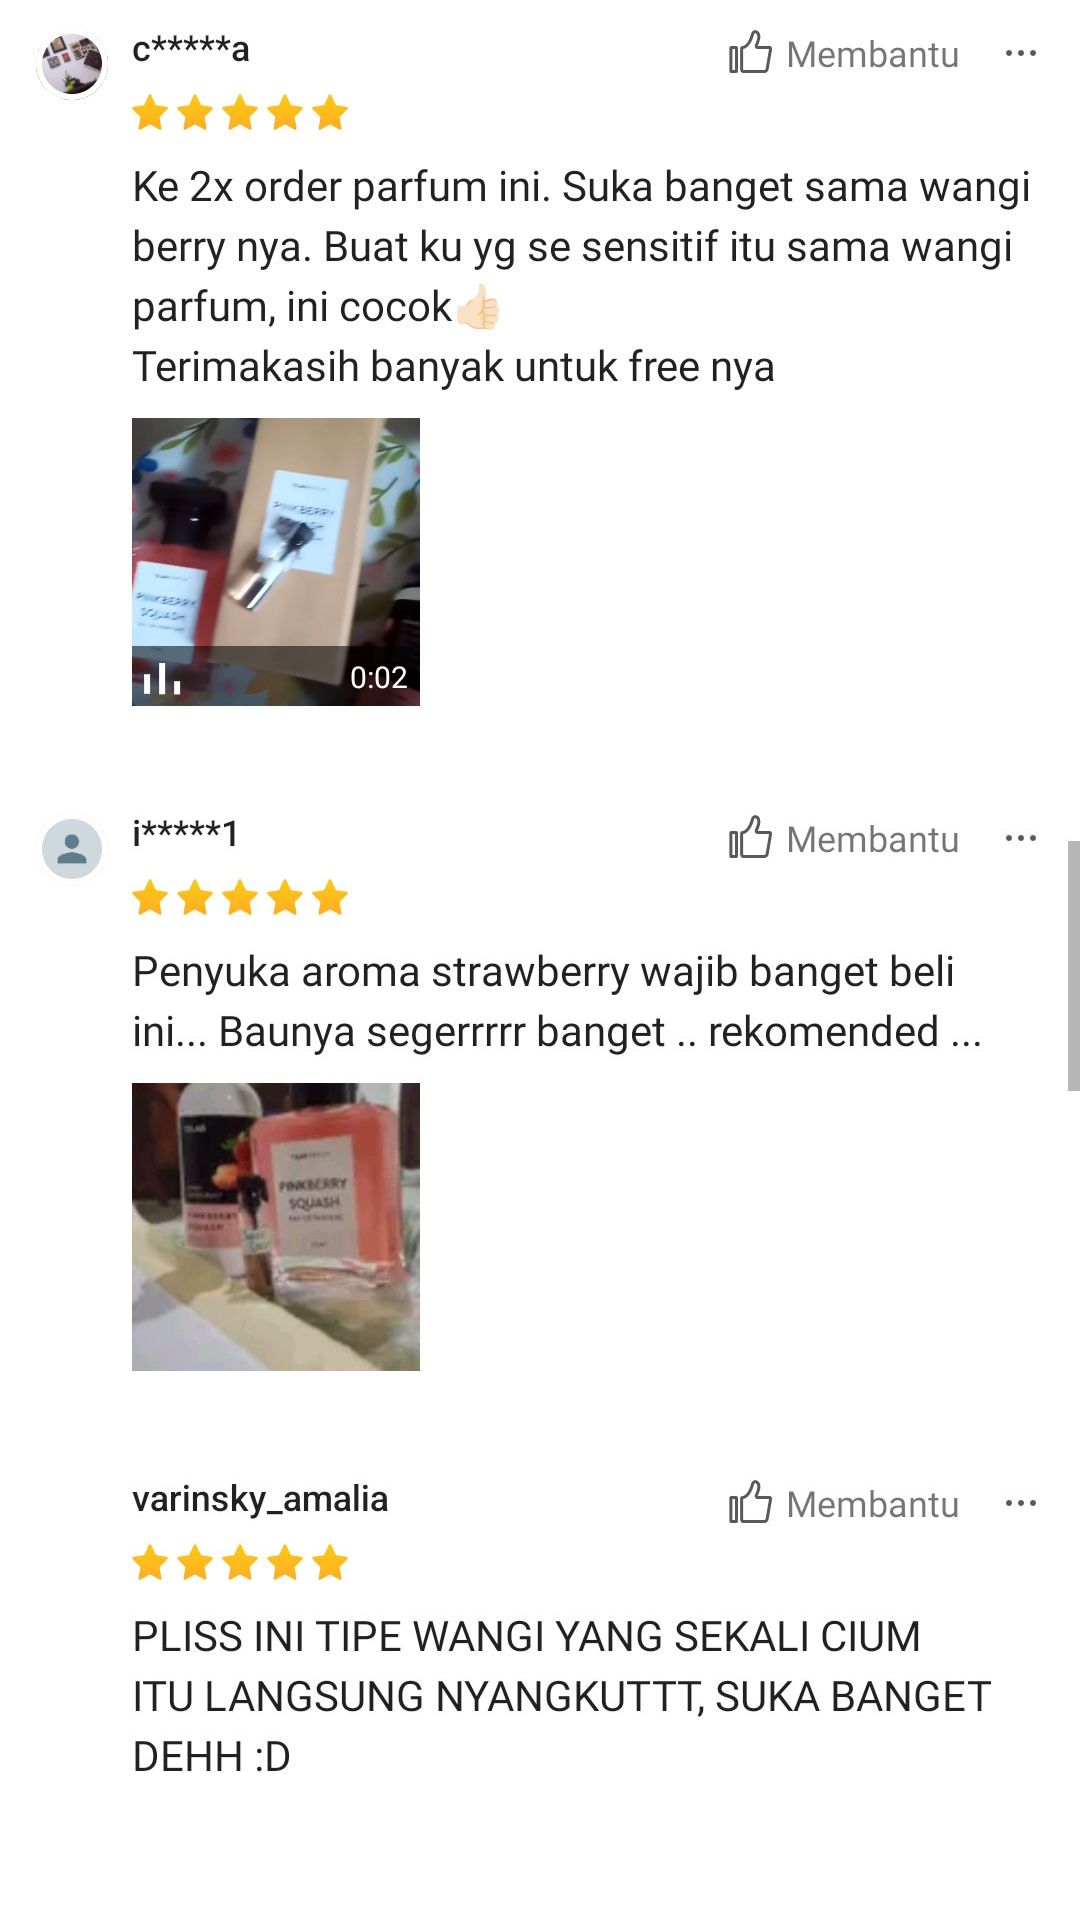 c*****a
Membantu
Ke 2x order parfum ini. Suka banget sama wangi
berry nya. Buat ku yg se sensitif itu sama wangi
parfum, ini cocok👍🏻
Terimakasih banyak untuk free nya
PINKBERRY
SQUASH
PINKBERRY
SQUASH
0:02
i*****1
Membantu
Penyuka aroma strawberry wajib banget beli
ini... Baunya segerrrrr banget .. rekomended ...
PINKBERRY
SQUASH
varinsky_amalia
Membantu
PLISS INI TIPE WANGI YANG SEKALI CIUM
ITU LANGSUNG NYANGKUTTT, SUKA BANGET
DEHH :D